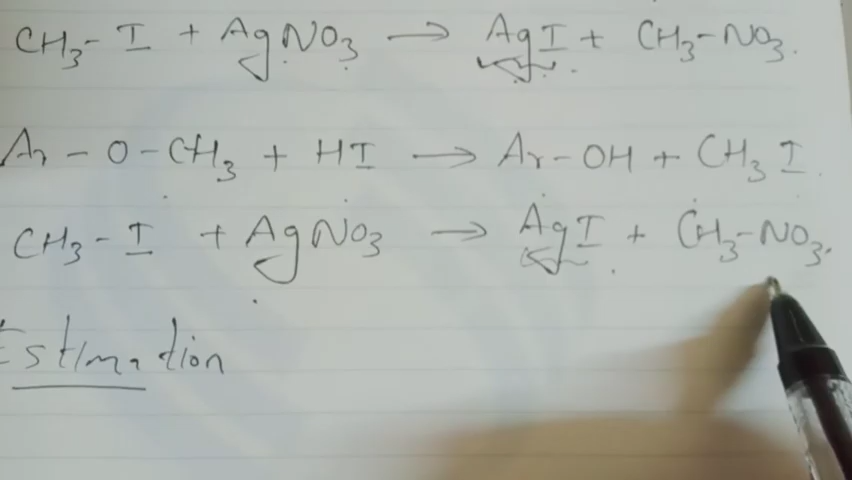 CH₃- I + AgNO₃ → AgI + CH₃-NO₃.
Ar - O - CH₃ + HI → Ar-OH + CH₃I.
CH₃- I + AgNO₃ → AgI + CH₃-NO₃.
Estimation